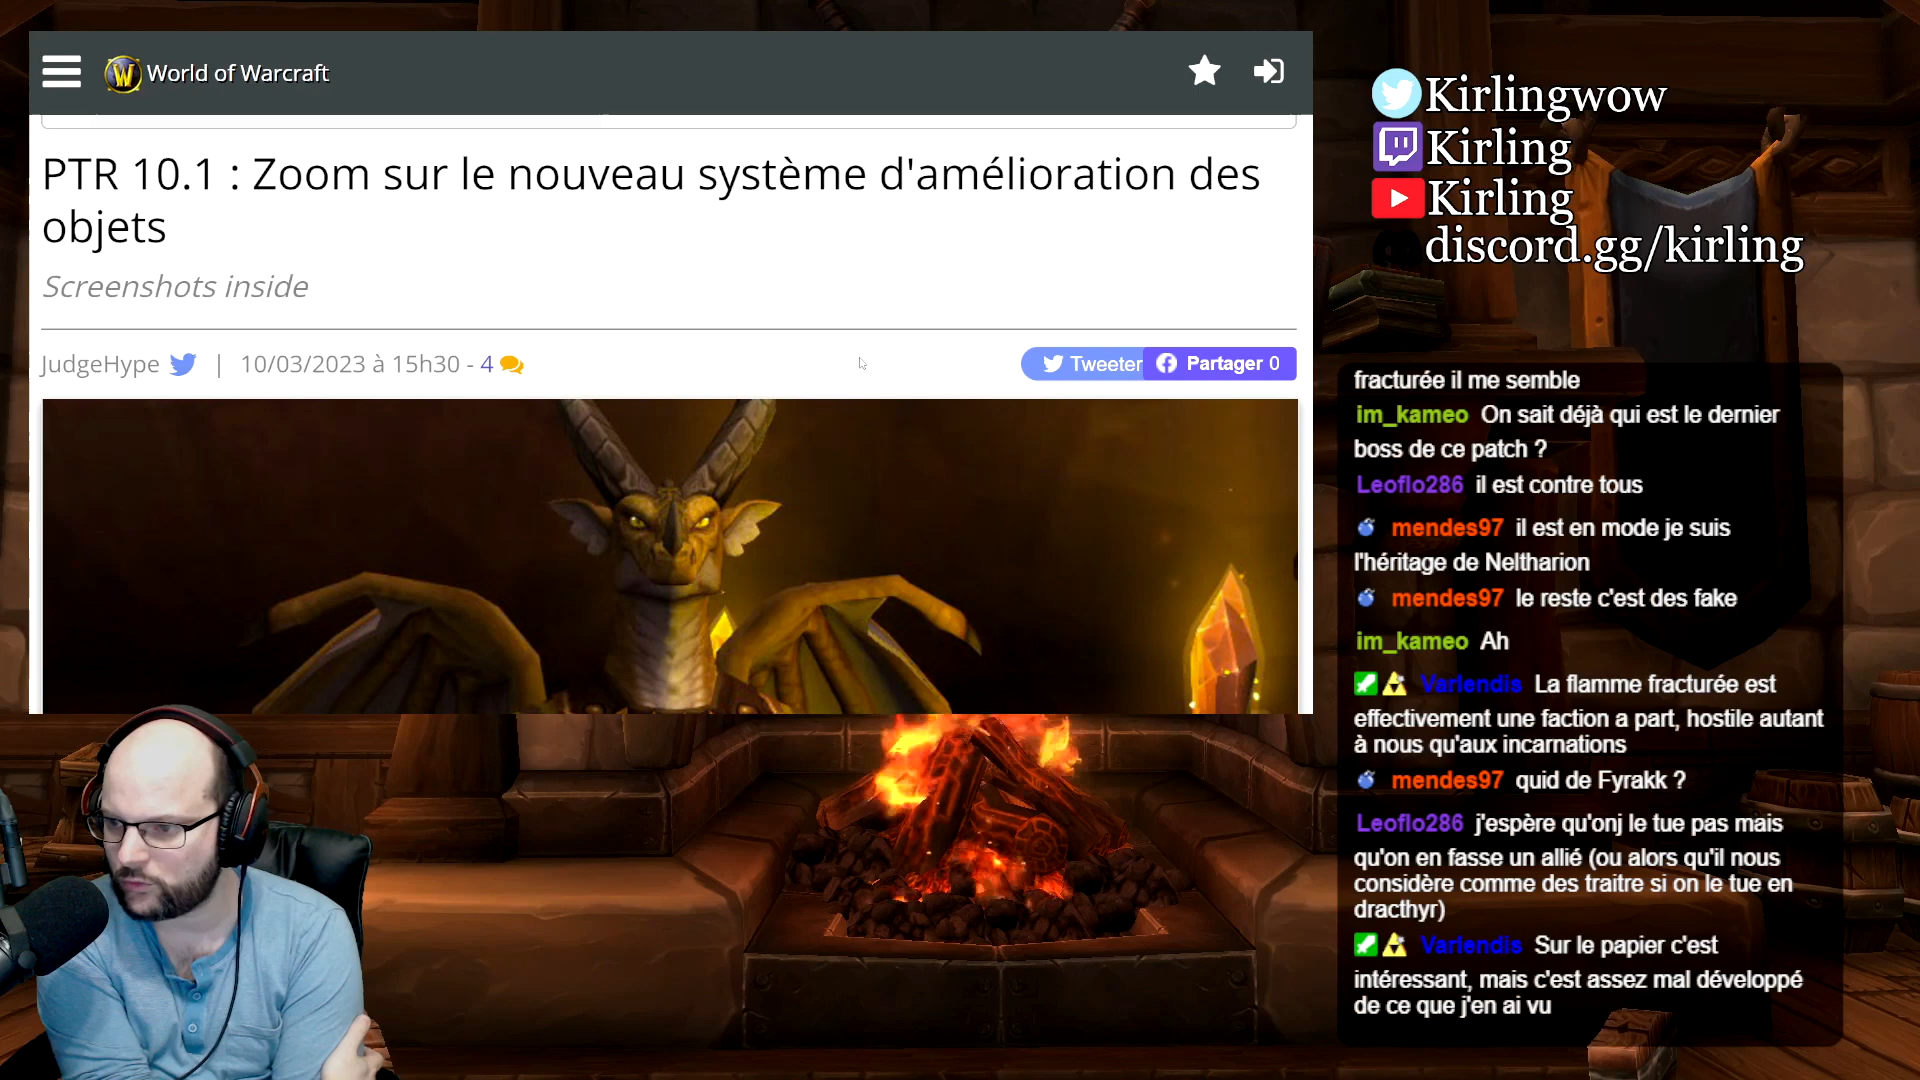 World of Warcraft
PTR 10.1 : Zoom sur le nouveau système d'amélioration des
objets
Screenshots inside
JudgeHype | 10/03/2023 à 15h30 - 4
Tweeter
Partager 0
Kirlingwow
Kirling
Kirling
discord.gg/kirling
fracturée il me semble
im_kameo On sait déjà qui est le dernier
boss de ce patch ?
Leoflo286 il est contre tous
mendes97 il est en mode je suis
l'héritage de Neltharion
mendes97 le reste c'est des fake
im_kameo Ah
Varlendis La flamme fracturée est
effectivement une faction a part, hostile autant
à nous qu'aux incarnations
mendes97 quid de Fyrakk ?
Leoflo286 j'espère qu'onj le tue pas mais
qu'on en fasse un allié (ou alors qu'il nous
considère comme des traitre si on le tue en
dracthyr)
Varlendis Sur le papier c'est
intéressant, mais c'est assez mal développé
de ce que j'en ai vu